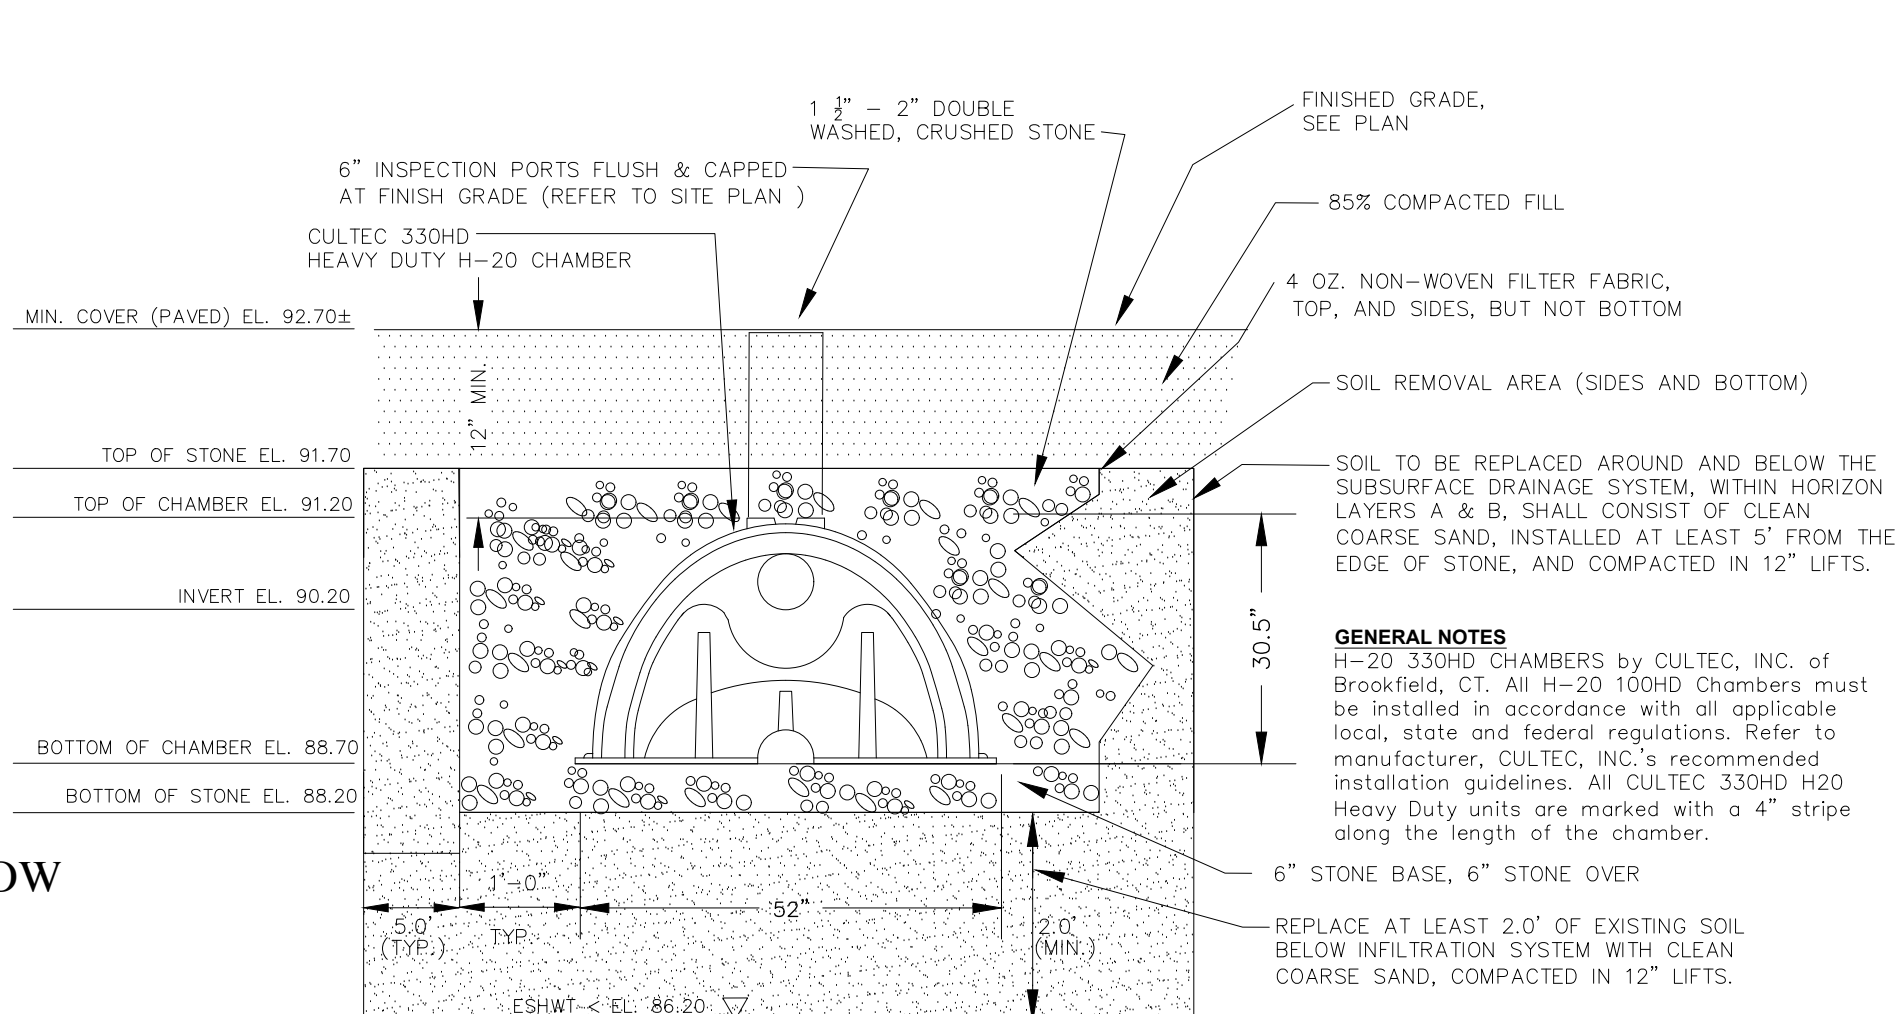 1 ½" – 2" DOUBLE
WASHED, CRUSHED STONE
FINISHED GRADE,
SEE PLAN
6" INSPECTION PORTS FLUSH & CAPPED
AT FINISH GRADE (REFER TO SITE PLAN )
85% COMPACTED FILL
CULTEC 330HD
HEAVY DUTY H–20 CHAMBER
4 OZ. NON–WOVEN FILTER FABRIC,
TOP, AND SIDES, BUT NOT BOTTOM
MIN. COVER (PAVED) EL. 92.70±
12" MIN.
SOIL REMOVAL AREA (SIDES AND BOTTOM)
TOP OF STONE EL. 91.70
TOP OF CHAMBER EL. 91.20
SOIL TO BE REPLACED AROUND AND BELOW THE
SUBSURFACE DRAINAGE SYSTEM, WITHIN HORIZON
LAYERS A & B, SHALL CONSIST OF CLEAN
COARSE SAND, INSTALLED AT LEAST 5' FROM THE
EDGE OF STONE, AND COMPACTED IN 12" LIFTS.
INVERT EL. 90.20
30.5"
GENERAL NOTES
H–20 330HD CHAMBERS by CULTEC, INC. of
Brookfield, CT. All H–20 100HD Chambers must
be installed in accordance with all applicable
local, state and federal regulations. Refer to
manufacturer, CULTEC, INC.'s recommended
installation guidelines. All CULTEC 330HD H20
Heavy Duty units are marked with a 4" stripe
along the length of the chamber.
BOTTOM OF CHAMBER EL. 88.70
BOTTOM OF STONE EL. 88.20
OW
6" STONE BASE, 6" STONE OVER
1'–0"
TYP.
52"
5.0'
(TYP.)
2.0'
(MIN.)
REPLACE AT LEAST 2.0' OF EXISTING SOIL
BELOW INFILTRATION SYSTEM WITH CLEAN
COARSE SAND, COMPACTED IN 12" LIFTS.
ESHWT < EL. 86.20